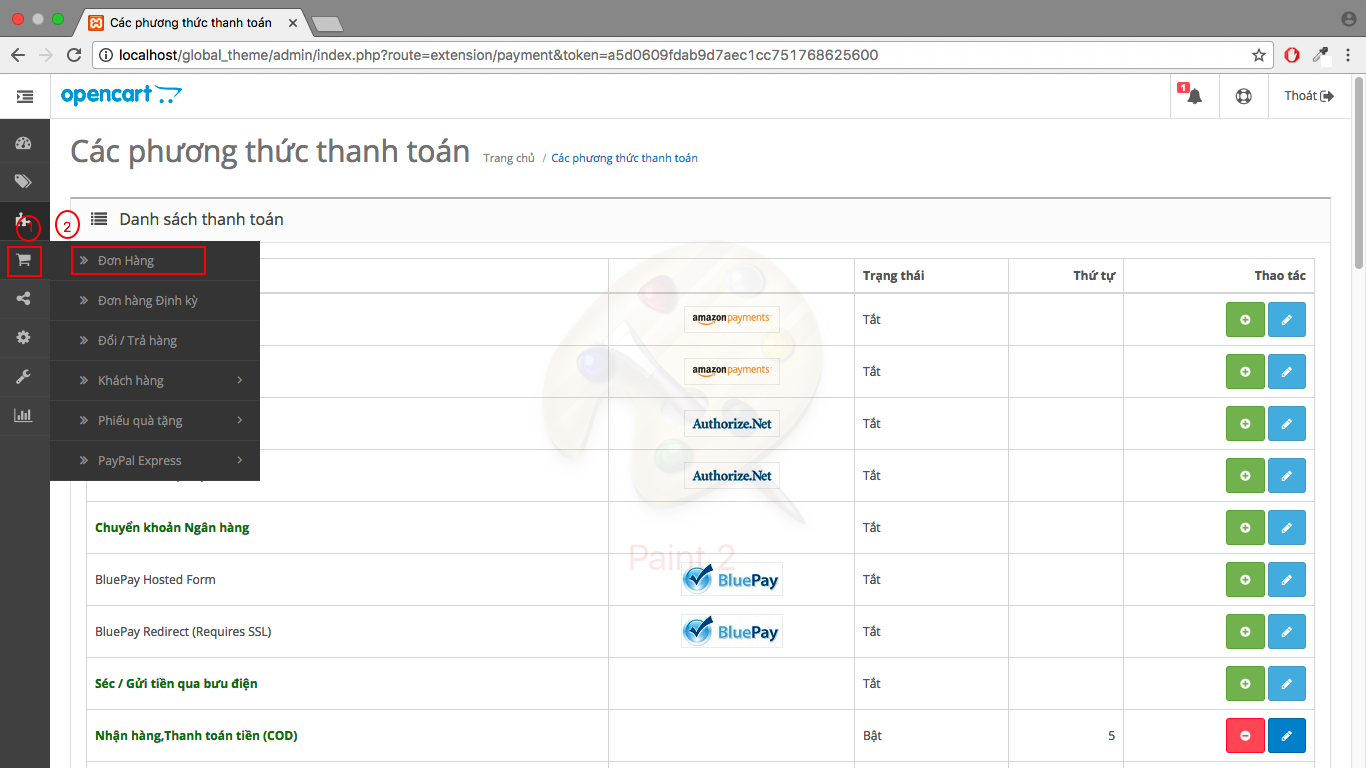 Các phương thức thanh toán
localhost/global_theme/admin/index.php?route=extension/payment&token=a5d0609fdab9d7aec1cc751768625600
opencart
1
Thoát
Các phương thức thanh toán
Trang chủ / Các phương thức thanh toán
1
2
Danh sách thanh toán
Đơn Hàng
Đơn hàng Định kỳ
Đổi / Trả hàng
Khách hàng
Phiếu quà tặng
PayPal Express
Trạng thái Thứ tự Thao tác
amazonpayments Tắt
amazonpayments Tắt
Authorize.Net Tắt
Authorize.Net Tắt
Chuyển khoản Ngân hàng Tắt
Paint 2
BluePay Hosted Form BluePay Tắt
BluePay Redirect (Requires SSL) BluePay Tắt
Séc / Gửi tiền qua bưu điện Tắt
Nhận hàng,Thanh toán tiền (COD) Bật 5